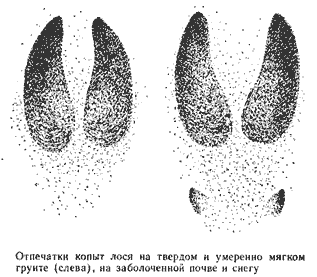 Отпечатки копыт лося на твердом и умеренно мягком
грунте (слева), на заболоченной почве и снегу